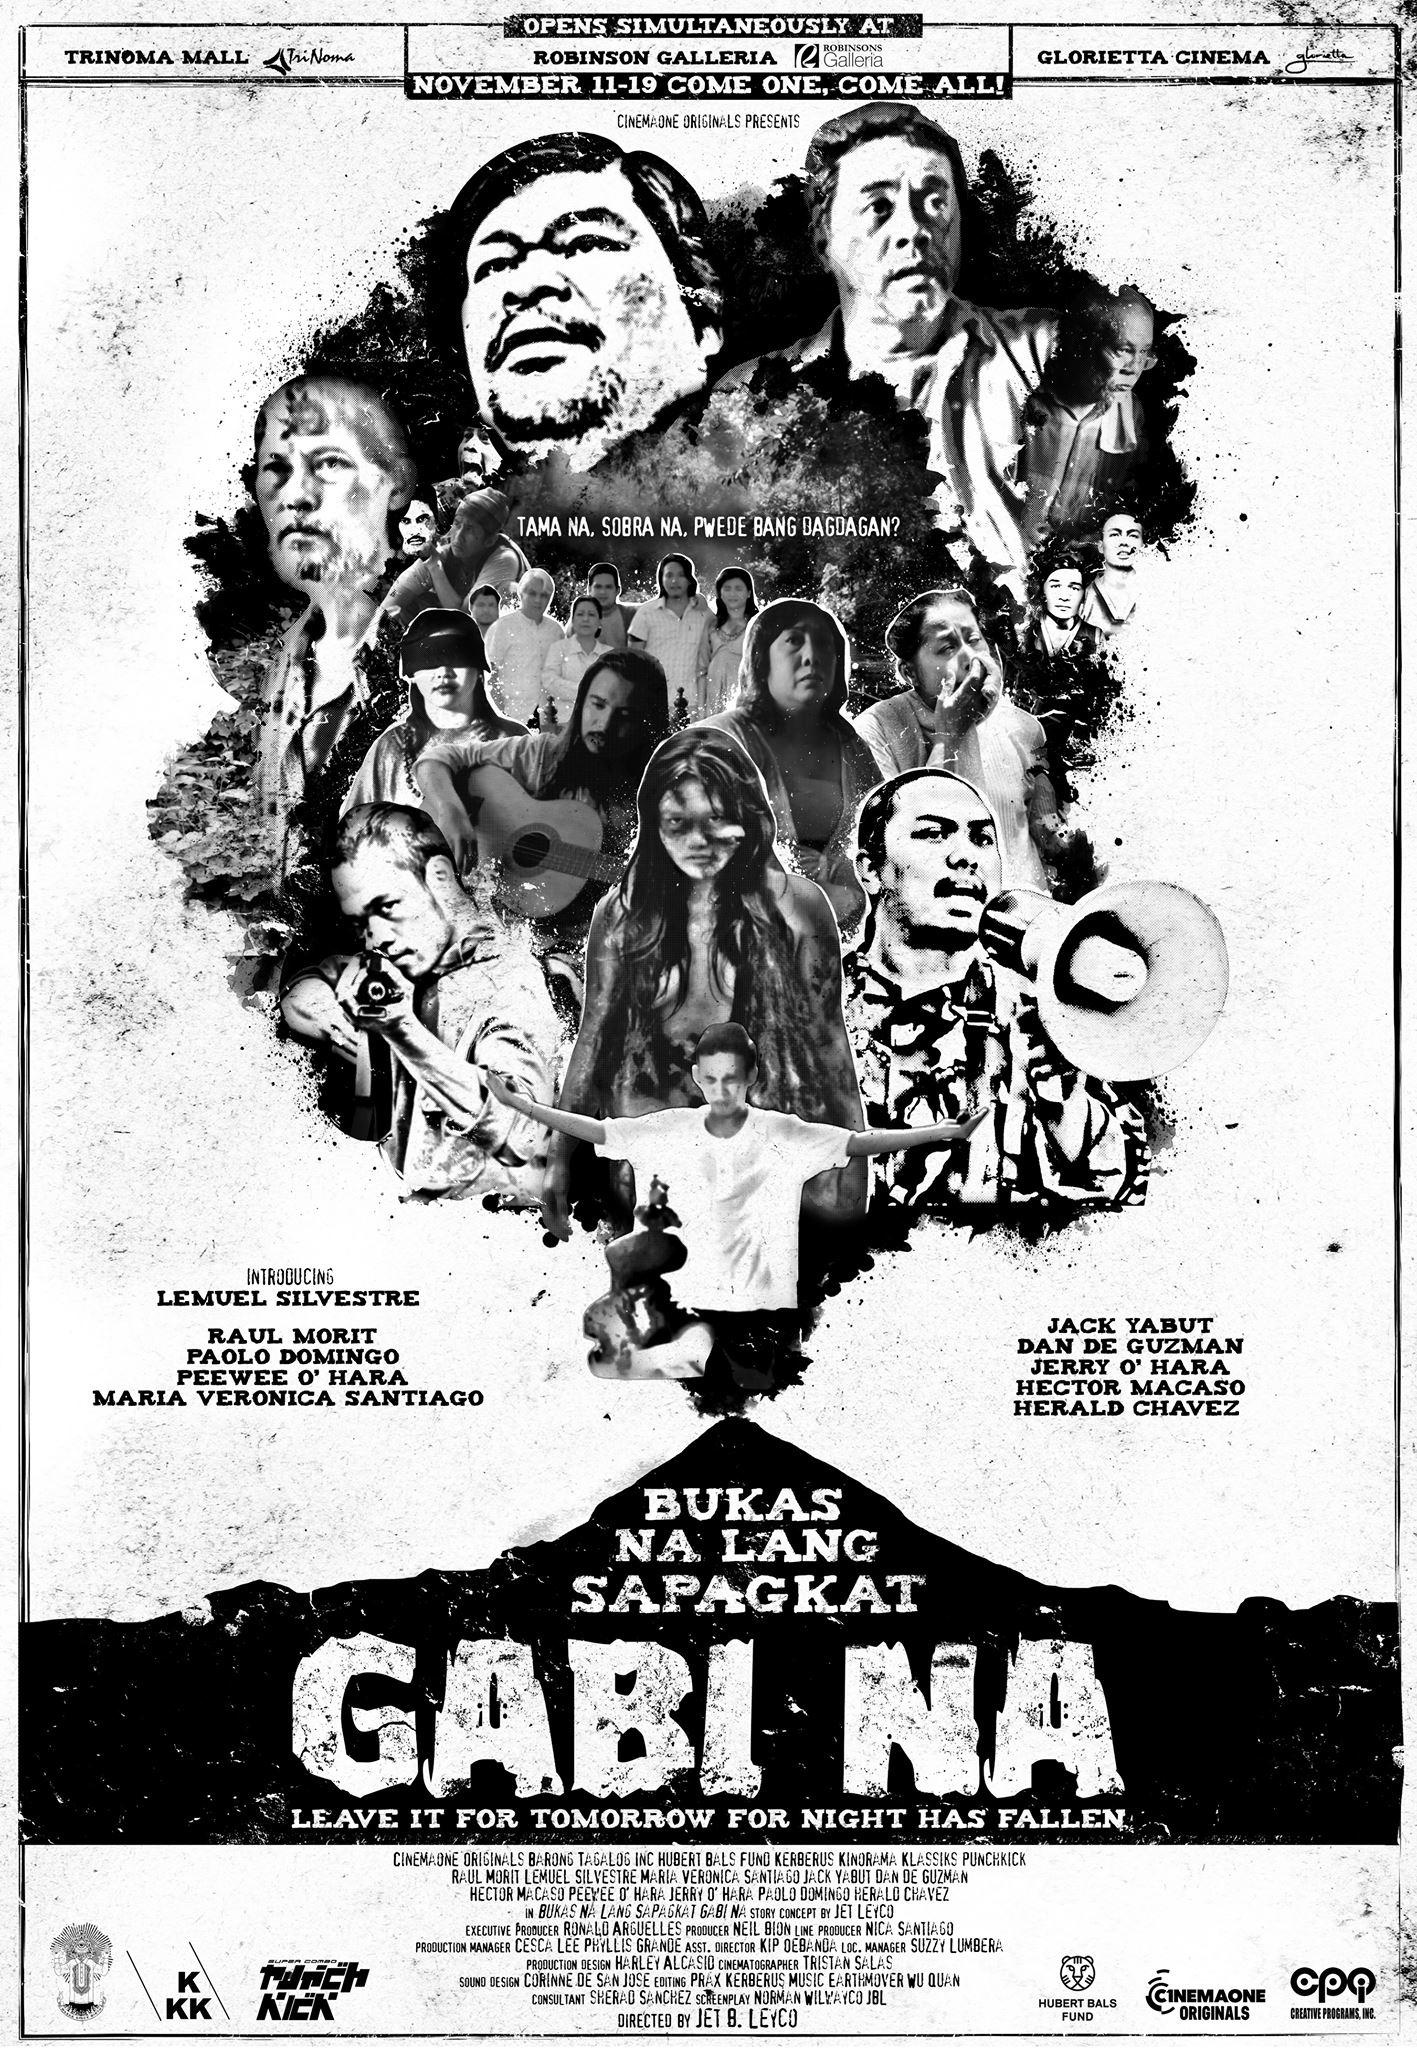 OPENS SIMULTANEOUSLY AT
TRINOMA MALL TriNoma
ROBINSON GALLERIA ROBINSONS Galleria
GLORIETTA CINEMA glorietta
NOVEMBER 11-19 COME ONE, COME ALL!
CINEMAONE ORIGINALS PRESENTS
TAMA NA, SOBRA NA, PWEDE BANG DAGDAGAN?
INTRODUCING
LEMUEL SILVESTRE
RAUL MORIT
PAOLO DOMINGO
PEEWEE O' HARA
MARIA VERONICA SANTIAGO
JACK YABUT
DAN DE GUZMAN
JERRY O' HARA
HECTOR MACASO
HERALD CHAVEZ
BUKAS
NA LANG
SAPAGKAT
GABI NA
LEAVE IT FOR TOMORROW FOR NIGHT HAS FALLEN
CINEMAONE ORIGINALS BARONG TAGALOG INC HUBERT BALS FUND KERBERUS KINORAMA KLASSIKS PUNCHKICK
RAUL MORIT LEMUEL SILVESTRE MARIA VERONICA SANTIAGO JACK YABUT DAN DE GUZMAN
HECTOR MACASO PEEWEE O' HARA JERRY O' HARA PAOLO DOMINGO HERALD CHAVEZ
IN BUKAS NA LANG SAPAGKAT GABI NA STORY CONCEPT BY JET LEYCO
EXECUTIVE PRODUCER RONALD ARGUELLES PRODUCER NEIL BION LINE PRODUCER NICA SANTIAGO
PRODUCTION MANAGER CESCA LEE PHYLLIS GRANDE ASST. DIRECTOR KIP OEBANDA LOC. MANAGER SUZZY LUMBERA
PRODUCTION DESIGN HARLEY ALCASID CINEMATOGRAPHER TRISTAN SALAS
SOUND DESIGN CORINNE DE SAN JOSE EDITING PRAX KERBERUS MUSIC EARTHMOVER WU QUAN
CONSULTANT SHERAD SANCHEZ SCREENPLAY NORMAN WILWAYCO JBL
DIRECTED BY JET B. LEYCO
K
KK
SUPER COMBO
PUNCH
KICK
HUBERT BALS
FUND
CINEMAONE
ORIGINALS
cpi
CREATIVE PROGRAMS, INC.